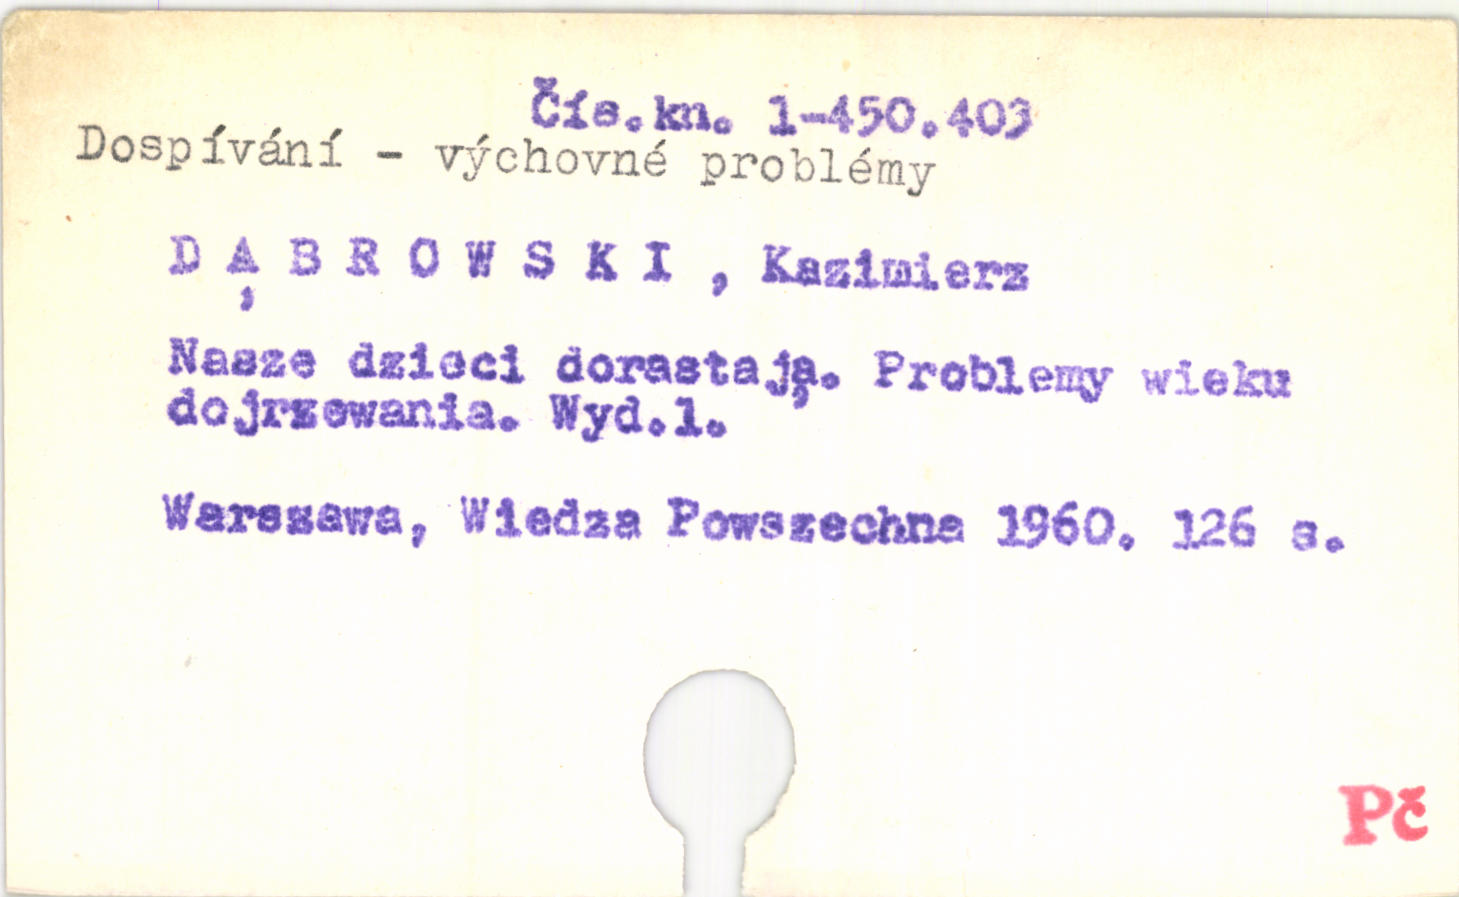 Čís.kn. 1-450.403
Dospívání - výchovné problémy
DĄBROWSKI, Kazimierz
Nasze dzieci dorastają. Problemy wieku
dojrzewania. Wyd.1.
Warszawa, Wiedza Powszechna 1960. 126 s.
Pč